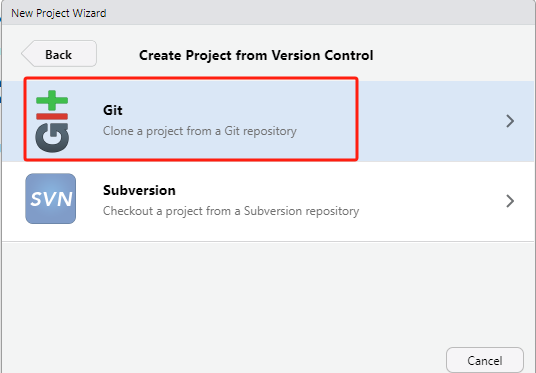 New Project Wizard
Back
Create Project from Version Control
git
Git
Clone a project from a Git repository
SVN
Subversion
Checkout a project from a Subversion repository
Cancel